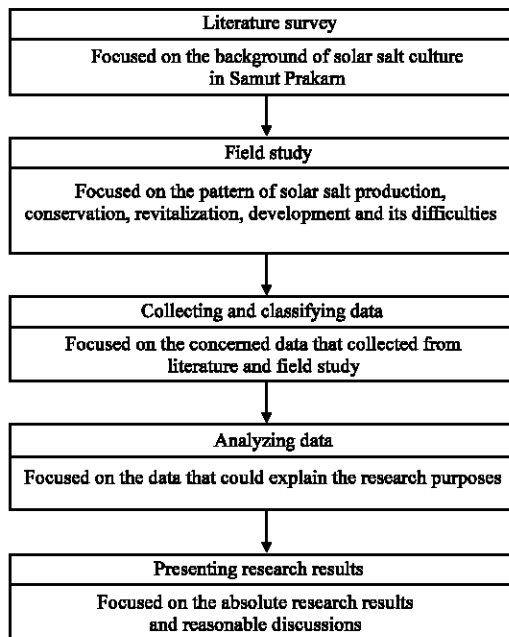 Literature survey
Focused on the background of solar salt culture
in Samut Prakarn
Field study
Focused on the pattern of solar salt production,
conservation, revitalization, development and its difficulties
Collecting and classifying data
Focused on the concerned data that collected from
literature and field study
Analyzing data
Focused on the data that could explain the research purposes
Presenting research results
Focused on the absolute research results
and reasonable discussions